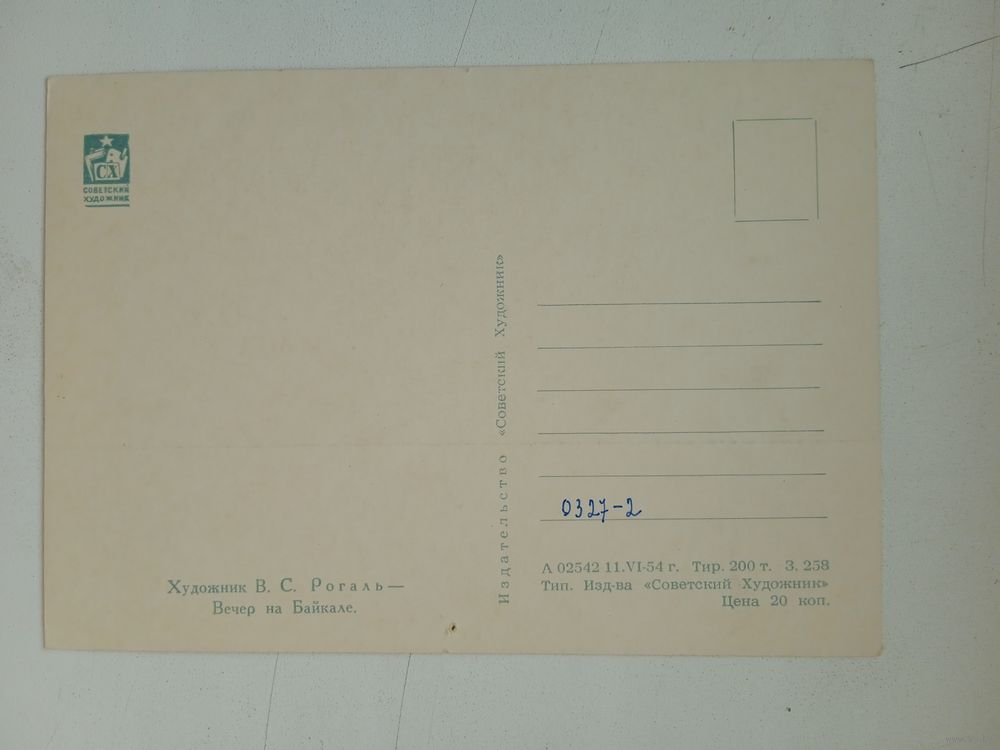 СХ
СОВЕТСКИЙ
ХУДОЖНИК
Издательство «Советский Художник»
0327-2
Художник В. С. Рогаль—
Вечер на Байкале.
А 02542 11.VI-54 г. Тир. 200 т. З. 258
Тип. Изд-ва «Советский Художник»
Цена 20 коп.